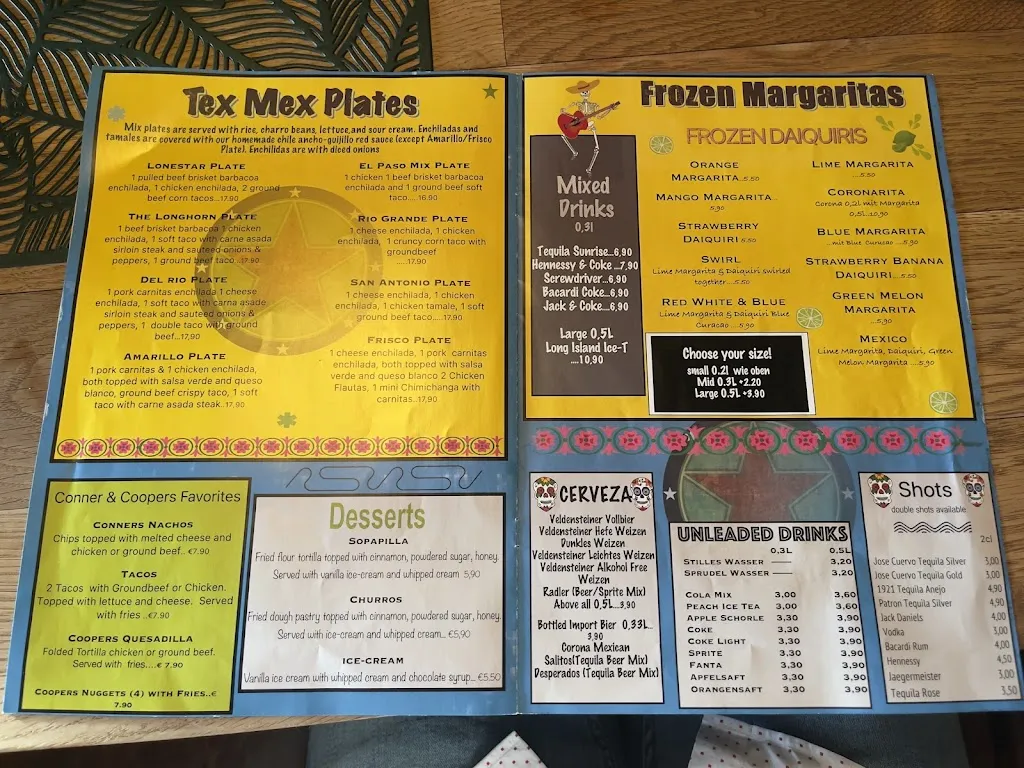 Tex Mex Plates
Mix plates are served with rice, charro beans, lettuce,and sour cream. Enchiladas and
tamales are covered with our homemade chile ancho-guijillo red sauce (except Amarillo/Frisco
Plate). Enchilidas are with diced onions
Lonestar Plate
1 pulled beef brisket barbacoa
enchilada, 1 chicken enchilada, 2 ground
beef corn tacos...17.90
The Longhorn Plate
1 beef brisket barbacoa 1 chicken
enchilada, 1 soft taco with carne asada
sirloin steak and sauteed onions &
peppers, 1 ground beef taco ..17.90
Del rio Plate
1 pork carnitas enchilada 1 cheese
enchilada, 1 soft taco with carne asade
sirloin steak and sauteed onions &
peppers, 1 double taco with ground
beef...17,90
Amarillo Plate
1 pork carnitas & 1 chicken enchilada,
both topped with salsa verde and queso
blanco, ground beef crispy taco, 1 soft
taco with carne asada steak..17,90
El Paso Mix Plate
1 chicken 1 beef brisket barbacoa
enchilada and 1 ground beef soft
taco.....16.90
Rio Grande Plate
1 cheese enchilada, 1 chicken
enchilada, 1 cruncy corn taco with
groundbeef
.....17.90
San Antonio Plate
1 cheese enchilada, 1 chicken
enchilada, 1 chicken tamale, 1 soft
ground beef taco.....17,90
Frisco Plate
1 cheese enchilada, 1 pork carnitas
enchilada, both topped with salsa
verde and queso blanco 2 Chicken
Flautas, 1 mini Chimichanga with
carnitas..17,90
Conner & Coopers Favorites
Conners Nachos
Chips topped with melted cheese and
chicken or ground beef... €7.90
Tacos
2 Tacos with Groundbeef or Chicken.
Topped with lettuce and cheese. Served
with fries ..€7.90
Coopers Quesadilla
Folded Tortilla chicken or ground beef.
Served with fries....€ 7.90
Coopers Nuggets (4) with Fries..€
7.90
Desserts
Sopapilla
Fried flour tortilla topped with cinnamon, powdered sugar, honey.
Served with vanilla ice-cream and whipped cream 5,90
Churros
Fried dough pastry topped with cinnamon, powdered sugar, honey.
Served with ice-cream and whipped cream... €5,90
Ice-cream
Vanilla ice cream with whipped cream and chocolate syrup... €5.50
Frozen Margaritas
FROZEN DAIQUIRIS
Mixed
Drinks
0,3l
Tequila Sunrise...6,90
Hennessy & Coke ...7,90
Screwdriver...6,90
Bacardi Coke...6,90
Jack & Coke...6,90
Large 0,5L
Long Island Ice-T
....10,90
Orange
Margarita...5.50
Mango Margarita..
5,90
Strawberry
Daiquiri 5.50
Swirl
Lime Margarita & Daiquiri swirled
together....5.50
Red White & Blue
Lime Margarita & Daiquiri Blue
Curacao ....5.90
Lime Margarita
....5.50
Coronarita
Corona 0,2l mit Margarita
0,5L..10,90
Blue Margarita
...mit Blue Curucao ....5.90
Strawberry Banana
Daiquiri....5.50
Green Melon
Margarita
...5,90
Mexico
Lime Margarita, Daiquiri, Green
Melon Margarita ....5.90
Choose your size!
small 0.2l wie oben
Mid 0.3L +2.20
Large 0.5L +3.90
CERVEZA
Veldensteiner Vollbier
Veldensteiner Hefe Weizen
Dunkles Weizen
Veldensteiner Leichtes Weizen
Veldensteiner Alkohol Free
Weizen
Radler (Beer/Sprite Mix)
Above all 0,5L...3,90
Bottled Import Bier 0,33L...
3,90
Corona Mexican
Salitos(Tequila Beer Mix)
Desperados (Tequila Beer Mix)
UNLEADED DRINKS
0,3L 0,5L
Stilles Wasser 3,20
Sprudel Wasser 3,20
Cola Mix 3,00 3,60
Peach Ice Tea 3,00 3,60
Apple Schorle 3,30 3,90
Coke 3,30 3,90
Coke Light 3,30 3,90
Sprite 3,30 3,90
Fanta 3,30 3,90
Apfelsaft 3,30 3,90
Orangensaft 3,30 3,90
Shots
double shots available
2cl
Jose Cuervo Tequila Silver 3,00
Jose Cuervo Tequila Gold 3,00
1921 Tequila Anejo 4,90
Patron Tequila Silver 4,90
Jack Daniels 4,00
Vodka 3,00
Bacardi Rum 4,00
Hennessy 4,50
Jaegermeister 3,00
Tequila Rose 3,50